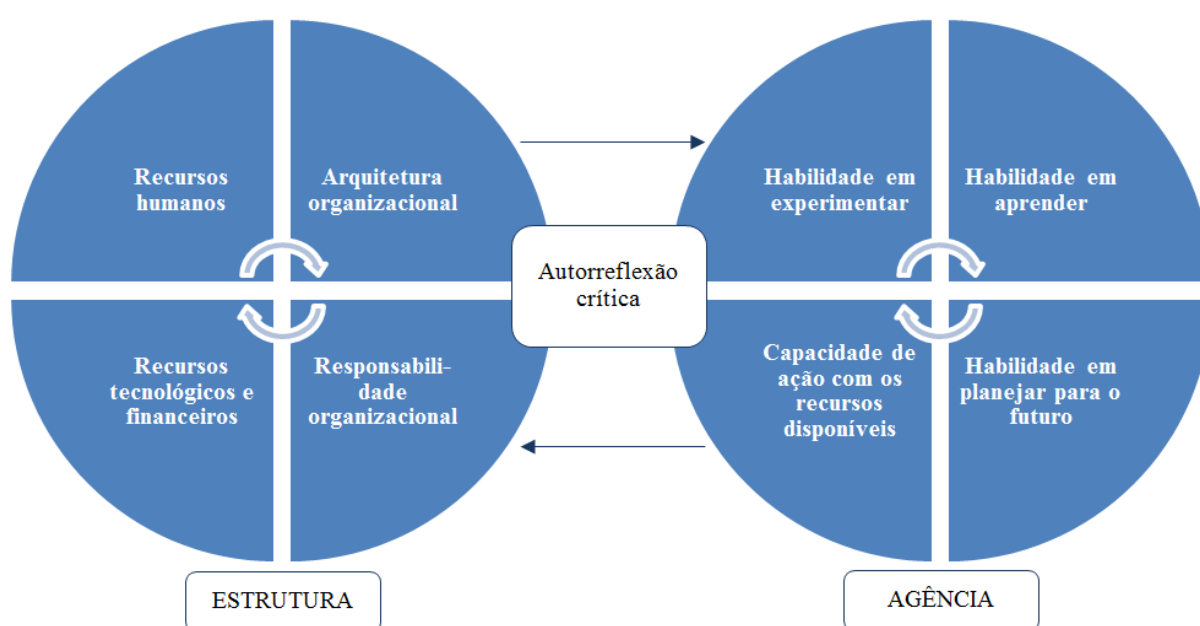 Recursos
humanos
Arquitetura
organizacional
Recursos
tecnológicos e
financeiros
Responsabili-
dade
organizacional
Autorreflexão
crítica
Habilidade em
experimentar
Habilidade em
aprender
Capacidade de
ação com os
recursos
disponíveis
Habilidade em
planejar para o
futuro
ESTRUTURA
AGÊNCIA